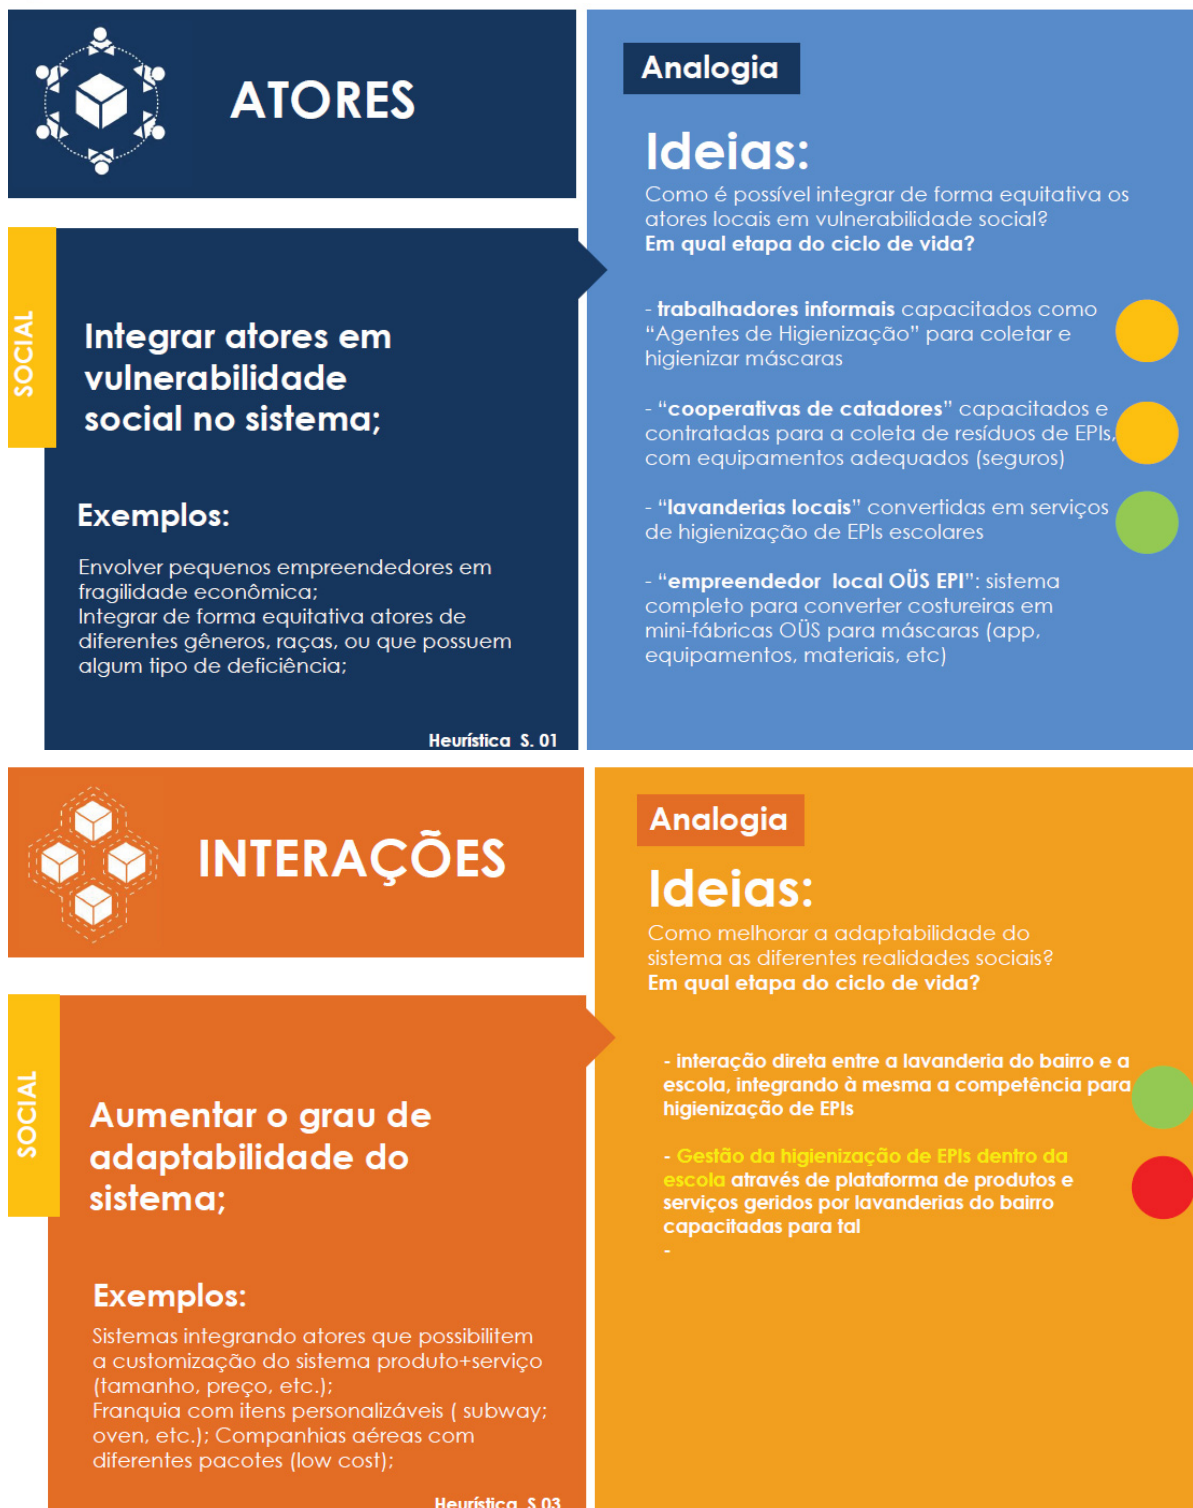 ATORES
SOCIAL
Integrar atores em
vulnerabilidade
social no sistema;
Exemplos:
Envolver pequenos empreendedores em
fragilidade econômica;
Integrar de forma equitativa atores de
diferentes gêneros, raças, ou que possuem
algum tipo de deficiência;
Heurística S. 01
Analogia
Ideias:
Como é possível integrar de forma equitativa os
atores locais em vulnerabilidade social?
Em qual etapa do ciclo de vida?
- trabalhadores informais capacitados como
“Agentes de Higienização” para coletar e
higienizar máscaras
- “cooperativas de catadores” capacitados e
contratadas para a coleta de resíduos de EPIs,
com equipamentos adequados (seguros)
- “lavanderias locais” convertidas em serviços
de higienização de EPIs escolares
- “empreendedor local OÜS EPI”: sistema
completo para converter costureiras em
mini-fábricas OÜS para máscaras (app,
equipamentos, materiais, etc)
INTERAÇÕES
SOCIAL
Aumentar o grau de
adaptabilidade do
sistema;
Exemplos:
Sistemas integrando atores que possibilitem
a customização do sistema produto+serviço
(tamanho, preço, etc.);
Franquia com itens personalizáveis ( subway;
oven, etc.); Companhias aéreas com
diferentes pacotes (low cost);
Heurística S.03
Analogia
Ideias:
Como melhorar a adaptabilidade do
sistema as diferentes realidades sociais?
Em qual etapa do ciclo de vida?
- interação direta entre a lavanderia do bairro e a
escola, integrando à mesma a competência para
higienização de EPIs
- Gestão da higienização de EPIs dentro da
escola através de plataforma de produtos e
serviços geridos por lavanderias do bairro
capacitadas para tal
-